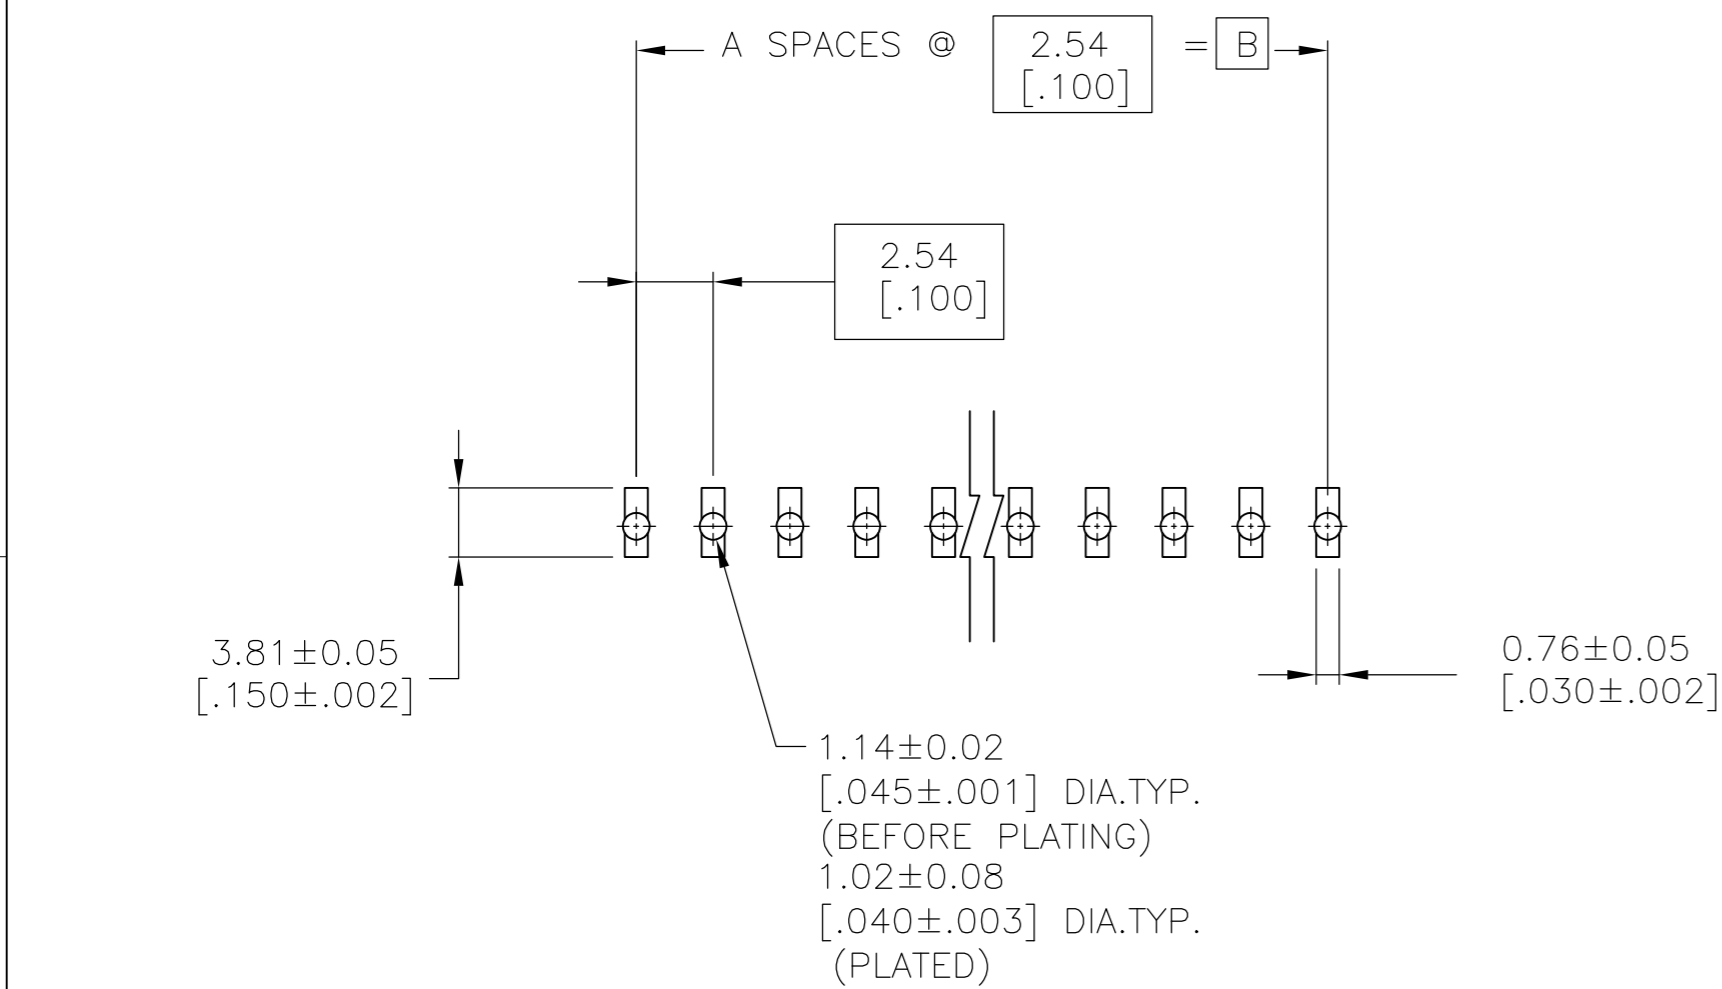 A SPACES @ 2.54 = B
[.100]
2.54
[.100]
3.81±0.05
[.150±.002]
0.76±0.05
[.030±.002]
1.14±0.02
[.045±.001] DIA.TYP.
(BEFORE PLATING)
1.02±0.08
[.040±.003] DIA.TYP.
(PLATED)